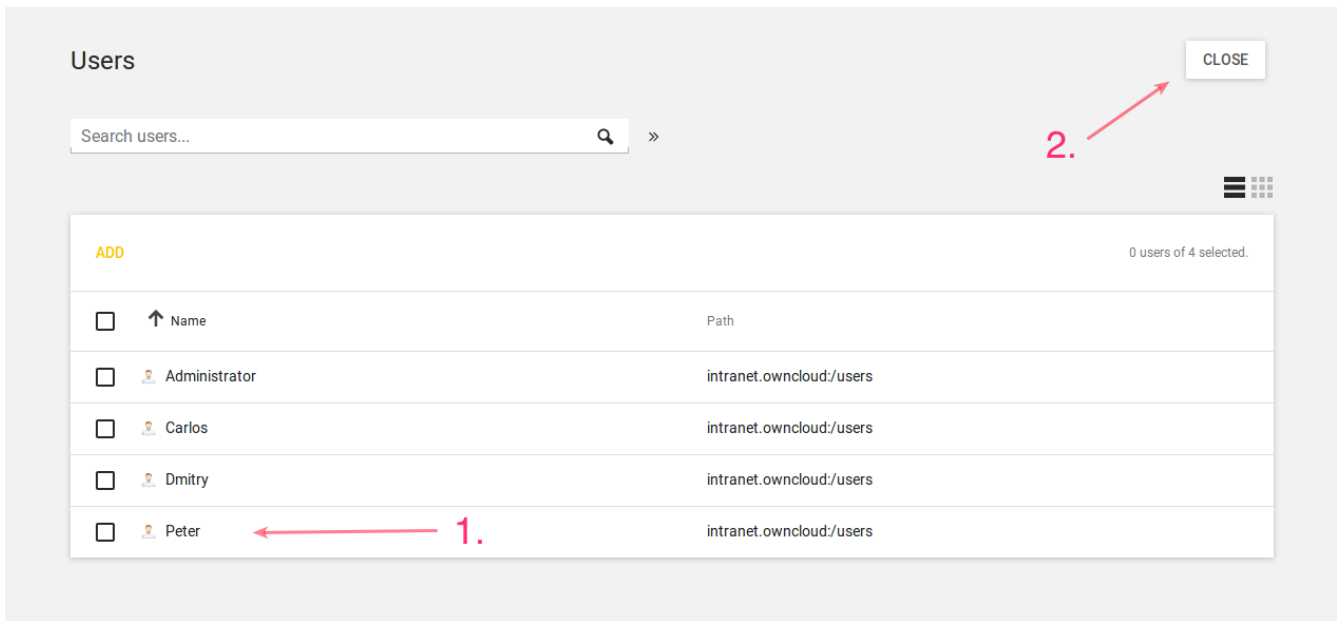 Users
CLOSE
Search users... »
2.
ADD
0 users of 4 selected.
Name Path
Administrator intranet.owncloud:/users
Carlos intranet.owncloud:/users
Dmitry intranet.owncloud:/users
Peter 1. intranet.owncloud:/users